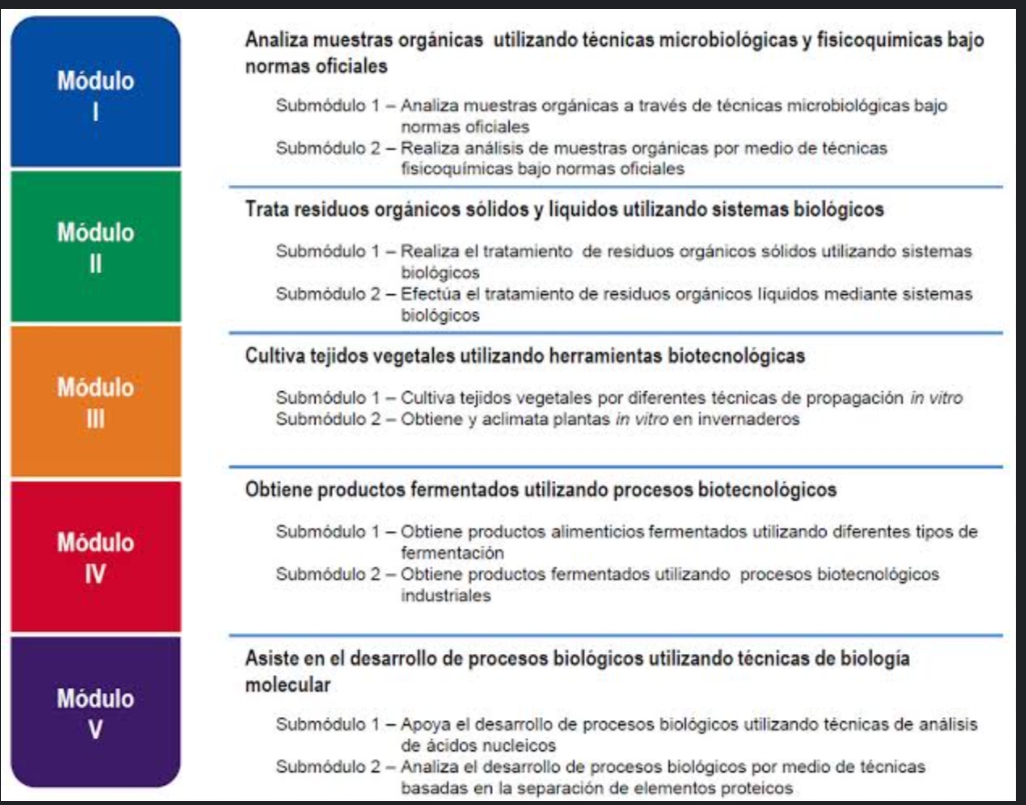 Módulo
I
Analiza muestras orgánicas utilizando técnicas microbiológicas y fisicoquímicas bajo
normas oficiales
Submódulo 1 – Analiza muestras orgánicas a través de técnicas microbiológicas bajo
normas oficiales
Submódulo 2 – Realiza análisis de muestras orgánicas por medio de técnicas
fisicoquímicas bajo normas oficiales
Módulo
II
Trata residuos orgánicos sólidos y líquidos utilizando sistemas biológicos
Submódulo 1 – Realiza el tratamiento de residuos orgánicos sólidos utilizando sistemas
biológicos
Submódulo 2 – Efectúa el tratamiento de residuos orgánicos líquidos mediante sistemas
biológicos
Módulo
III
Cultiva tejidos vegetales utilizando herramientas biotecnológicas
Submódulo 1 – Cultiva tejidos vegetales por diferentes técnicas de propagación in vitro
Submódulo 2 – Obtiene y aclimata plantas in vitro en invernaderos
Módulo
IV
Obtiene productos fermentados utilizando procesos biotecnológicos
Submódulo 1 – Obtiene productos alimenticios fermentados utilizando diferentes tipos de
fermentación
Submódulo 2 – Obtiene productos fermentados utilizando procesos biotecnológicos
industriales
Módulo
V
Asiste en el desarrollo de procesos biológicos utilizando técnicas de biología
molecular
Submódulo 1 – Apoya el desarrollo de procesos biológicos utilizando técnicas de análisis
de ácidos nucleicos
Submódulo 2 – Analiza el desarrollo de procesos biológicos por medio de técnicas
basadas en la separación de elementos proteicos